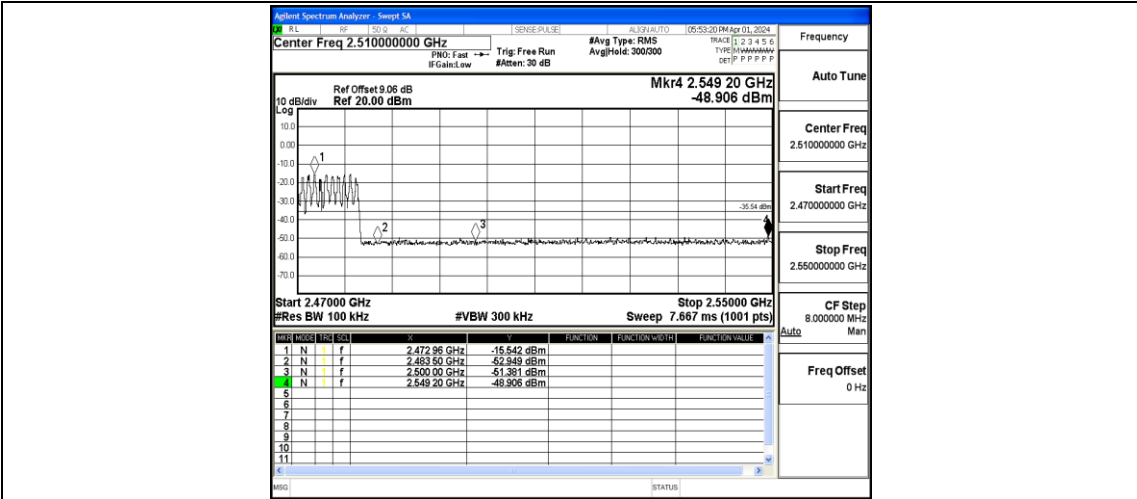 Agilent Spectrum Analyzer - Swept SA
RL RF 50 Ω AC SENSE:PULSE ALIGN AUTO 05:53:20 PM Apr 01, 2024
Center Freq 2.510000000 GHz
PNO: Fast
IFGain:Low
Trig: Free Run
#Atten: 30 dB
#Avg Type: RMS
Avg|Hold: 300/300
TRACE 1 2 3 4 5 6
TYPE M W W W W W
DET P P P P P P
Frequency
Auto Tune
Center Freq
2.510000000 GHz
Start Freq
2.470000000 GHz
Stop Freq
2.550000000 GHz
CF Step
8.000000 MHz
Auto Man
Freq Offset
0 Hz
Ref Offset 9.06 dB
10 dB/div Ref 20.00 dBm
Log
Mkr4 2.549 20 GHz
-48.906 dBm
10.0
0.00
-10.0
-20.0
-30.0
-40.0
-50.0
-60.0
-70.0
1
2
3
4
-35.54 dBm
Start 2.47000 GHz Stop 2.55000 GHz
#Res BW 100 kHz #VBW 300 kHz Sweep 7.667 ms (1001 pts)
MKR MODE TRC SCL X Y FUNCTION FUNCTION WIDTH FUNCTION VALUE
1 N 1 f 2.472 96 GHz -15.542 dBm
2 N 1 f 2.483 50 GHz -52.949 dBm
3 N 1 f 2.500 00 GHz -51.381 dBm
4 N 1 f 2.549 20 GHz -48.906 dBm
5
6
7
8
9
10
11
MSG STATUS